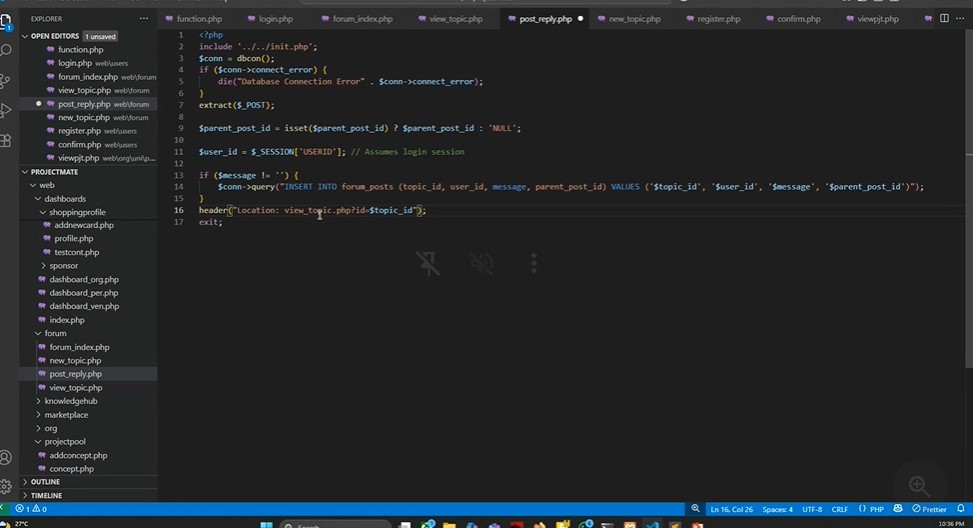 EXPLORER
OPEN EDITORS 1 unsaved
function.php
login.php web\users
forum_index.php web\forum
view_topic.php web\forum
post_reply.php web\forum
new_topic.php web\forum
register.php web\users
confirm.php web\users
viewpjt.php web\org\uni\p...
PROJECTMATE
web
dashboards
shoppingprofile
addnewcard.php
profile.php
testcont.php
sponsor
dashboard_org.php
dashboard_per.php
dashboard_ven.php
index.php
forum
forum_index.php
new_topic.php
post_reply.php
view_topic.php
knowledgehub
marketplace
org
projectpool
addconcept.php
concept.php
OUTLINE
TIMELINE
function.php login.php forum_index.php view_topic.php post_reply.php new_topic.php register.php confirm.php viewpjt.php
1 <?php
2 include '../../init.php';
3 $conn = dbcon();
4 if ($conn->connect_error) {
5 die("Database Connection Error" . $conn->connect_error);
6 }
7 extract($_POST);
8
9 $parent_post_id = isset($parent_post_id) ? $parent_post_id : 'NULL';
10
11 $user_id = $_SESSION['USERID']; // Assumes login session
12
13 if ($message != '') {
14 $conn->query("INSERT INTO forum_posts (topic_id, user_id, message, parent_post_id) VALUES ('$topic_id', '$user_id', '$message', '$parent_post_id')");
15 }
16 header("Location: view_topic.php?id=$topic_id");
17 exit;
1 0 Ln 16, Col 26 Spaces: 4 UTF-8 CRLF { } PHP Prettier
27°C Search 10:36 PM